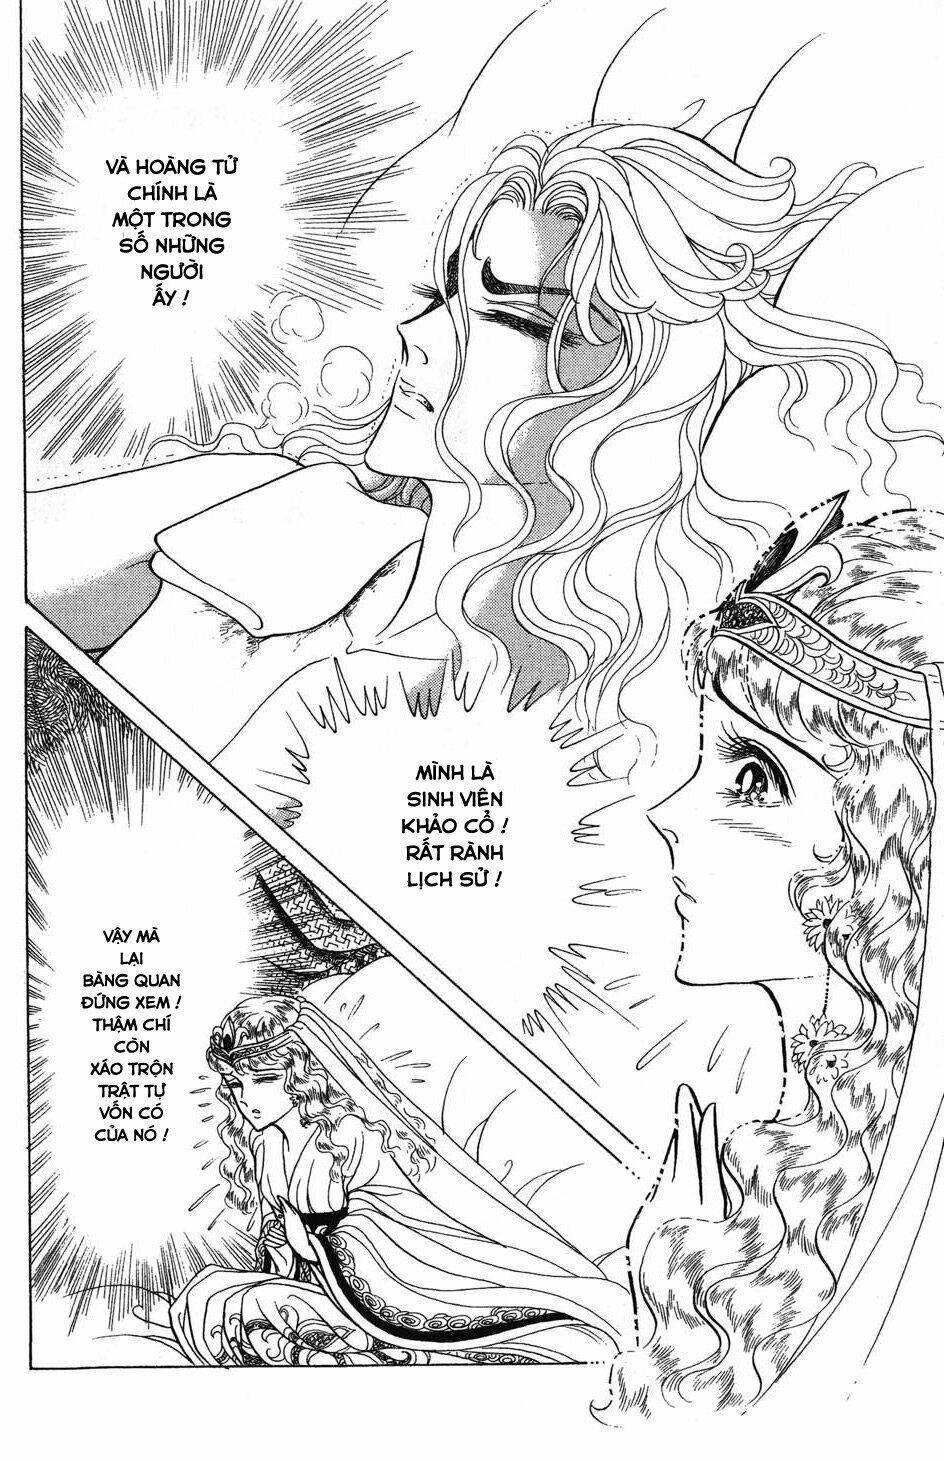 VÀ HOÀNG TỬ
CHÍNH LÀ
MỘT TRONG
SỐ NHỮNG
NGƯỜI
ẤY !
MÌNH LÀ
SINH VIÊN
KHẢO CỔ !
RẤT RÀNH
LỊCH SỬ !
VẬY MÀ
LẠI
BÀNG QUAN
ĐỨNG XEM !
THẬM CHÍ
CÒN
XÁO TRỘN
TRẬT TỰ
VỐN CÓ
CỦA NÓ !